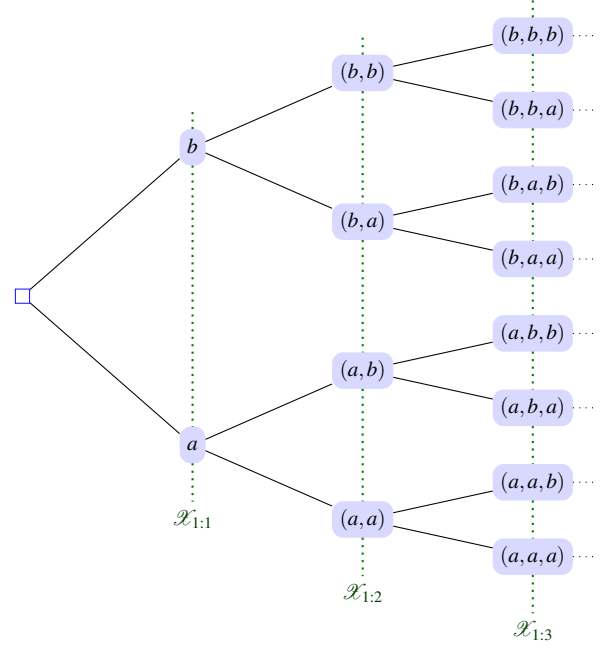 (b,b,b)
(b,b)
(b,b,a)
b
(b,a,b)
(b,a)
(b,a,a)
(a,b,b)
(a,b)
(a,b,a)
a
(a,a,b)
𝒳1:1
(a,a)
(a,a,a)
𝒳1:2
𝒳1:3